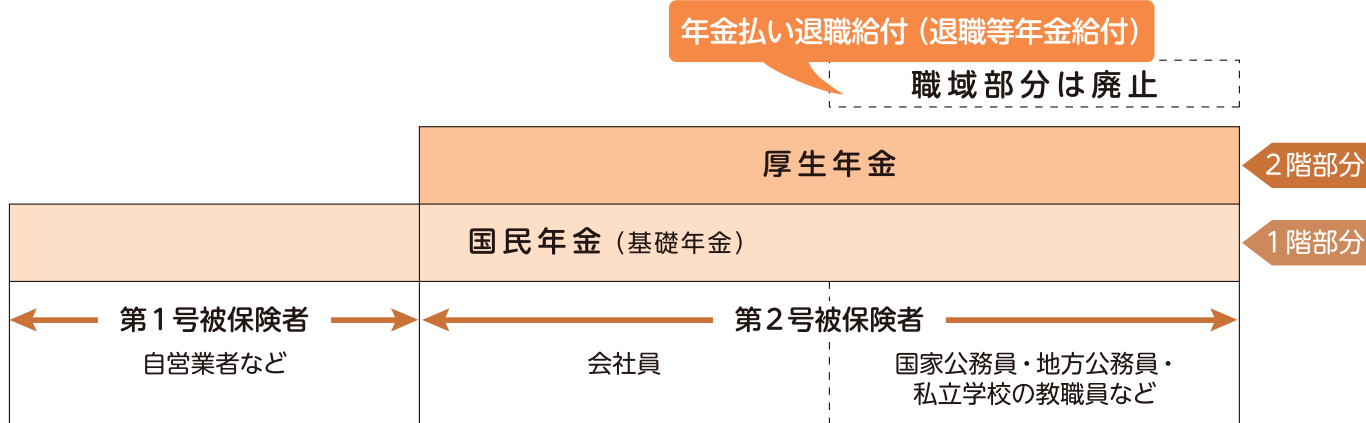 年金払い退職給付（退職等年金給付）
職域部分は廃止
厚生年金
2階部分
国民年金（基礎年金）
1階部分
第1号被保険者
第2号被保険者
自営業者など
会社員
国家公務員・地方公務員・
私立学校の教職員など